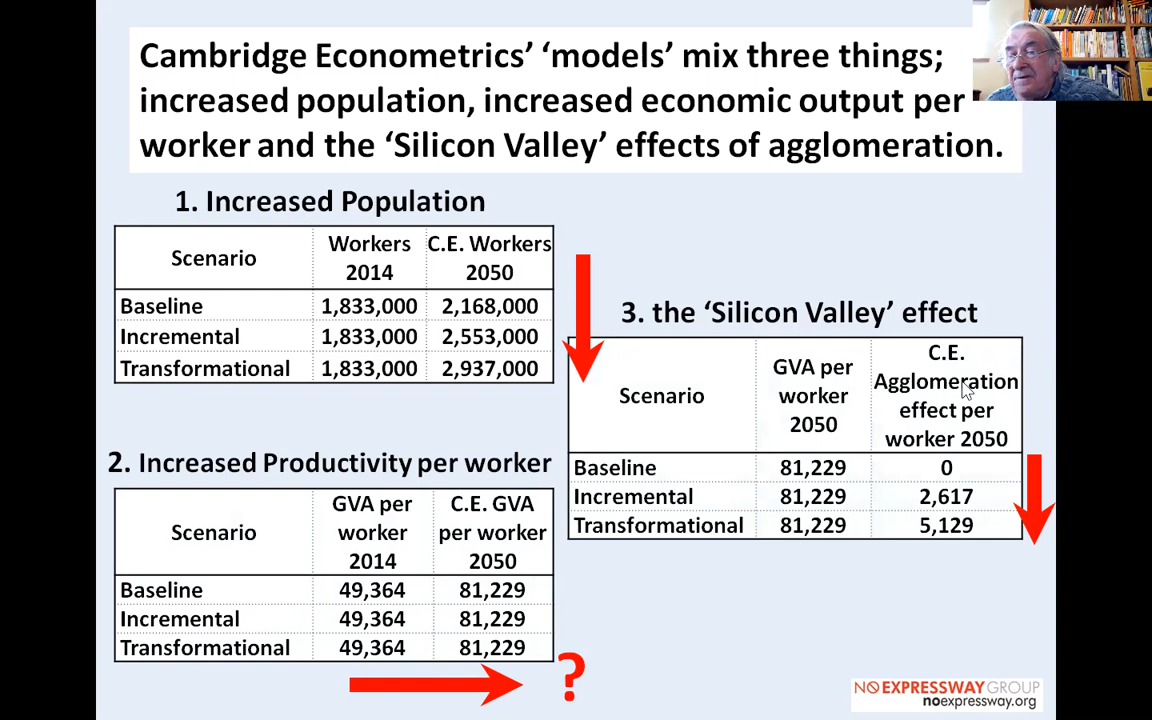 Cambridge Econometrics' 'models' mix three things;
increased population, increased economic output per
worker and the 'Silicon Valley' effects of agglomeration.
1. Increased Population
Scenario Workers 2014 C.E. Workers 2050
Baseline 1,833,000 2,168,000
Incremental 1,833,000 2,553,000
Transformational 1,833,000 2,937,000
2. Increased Productivity per worker
Scenario GVA per worker 2014 C.E. GVA per worker 2050
Baseline 49,364 81,229
Incremental 49,364 81,229
Transformational 49,364 81,229
?
3. the 'Silicon Valley' effect
Scenario GVA per worker 2050 C.E. Agglomeration effect per worker 2050
Baseline 81,229 0
Incremental 81,229 2,617
Transformational 81,229 5,129
NO EXPRESSWAY GROUP
noexpressway.org